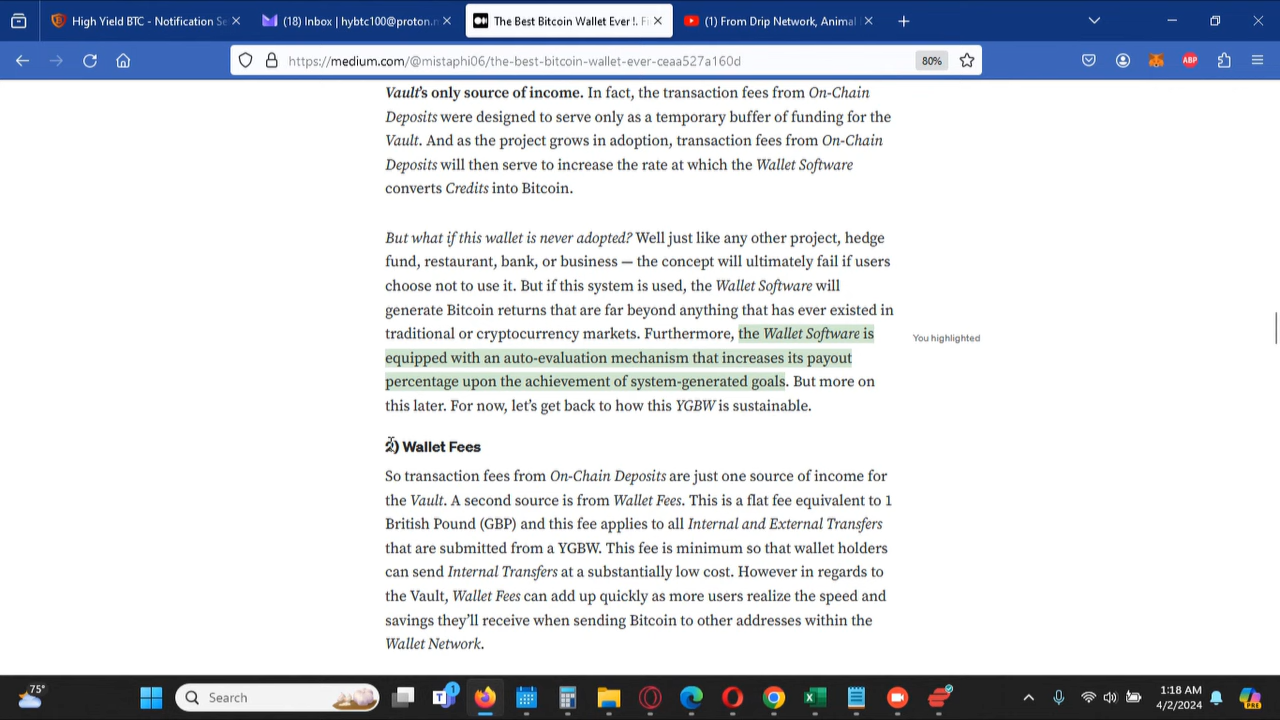 High Yield BTC - Notification Se
(18) Inbox | hybtc100@proton.m
The Best Bitcoin Wallet Ever !. F
(1) From Drip Network, Animal
https://medium.com/@mistaphi06/the-best-bitcoin-wallet-ever-ceaa527a160d
80%
ABP
Vault's only source of income. In fact, the transaction fees from On-Chain
Deposits were designed to serve only as a temporary buffer of funding for the
Vault. And as the project grows in adoption, transaction fees from On-Chain
Deposits will then serve to increase the rate at which the Wallet Software
converts Credits into Bitcoin.
But what if this wallet is never adopted? Well just like any other project, hedge
fund, restaurant, bank, or business — the concept will ultimately fail if users
choose not to use it. But if this system is used, the Wallet Software will
generate Bitcoin returns that are far beyond anything that has ever existed in
traditional or cryptocurrency markets. Furthermore, the Wallet Software is
You highlighted
equipped with an auto-evaluation mechanism that increases its payout
percentage upon the achievement of system-generated goals. But more on
this later. For now, let's get back to how this YGBW is sustainable.
2) Wallet Fees
So transaction fees from On-Chain Deposits are just one source of income for
the Vault. A second source is from Wallet Fees. This is a flat fee equivalent to 1
British Pound (GBP) and this fee applies to all Internal and External Transfers
that are submitted from a YGBW. This fee is minimum so that wallet holders
can send Internal Transfers at a substantially low cost. However in regards to
the Vault, Wallet Fees can add up quickly as more users realize the speed and
savings they'll receive when sending Bitcoin to other addresses within the
Wallet Network.
75°
Search
1
1:18 AM
4/2/2024
PRE